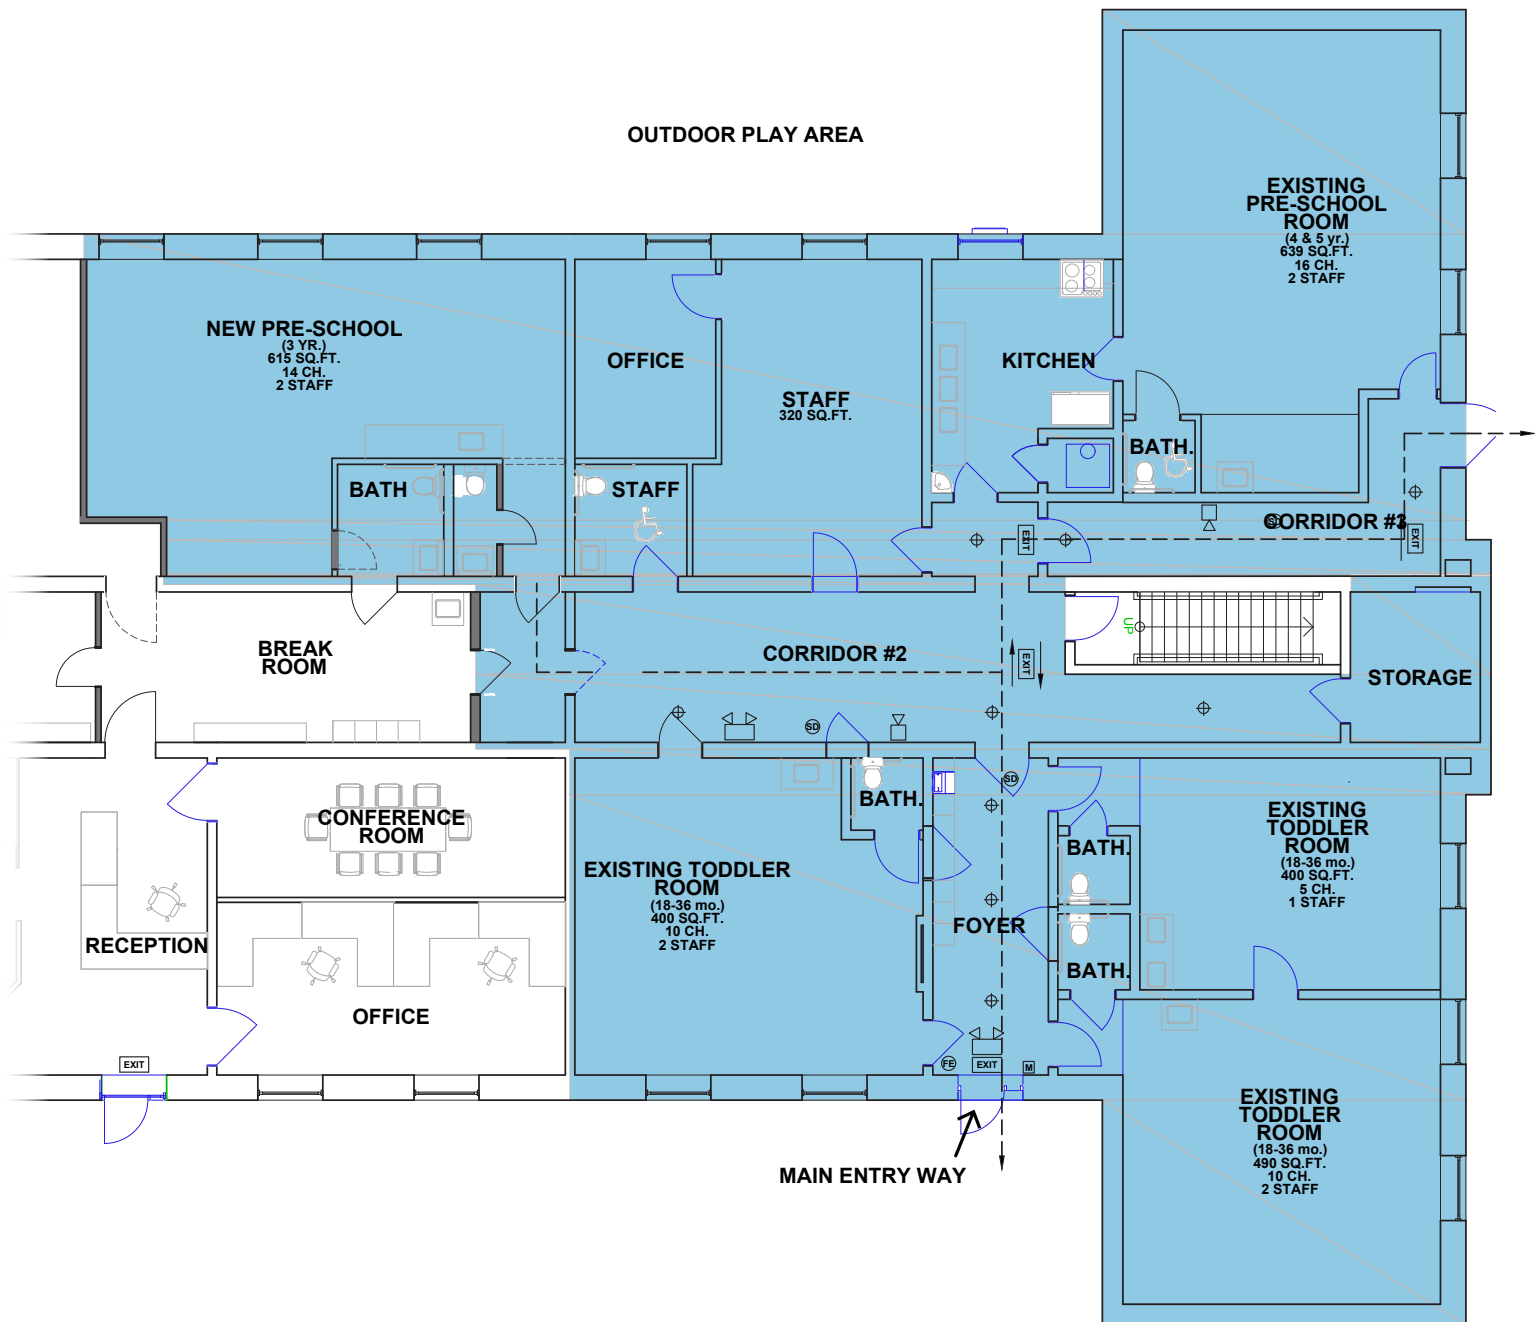 OUTDOOR PLAY AREA
EXISTING
PRE-SCHOOL
ROOM
(4 & 5 yr.)
639 SQ.FT.
16 CH.
2 STAFF
NEW PRE-SCHOOL
(3 YR.)
615 SQ.FT.
14 CH.
2 STAFF
OFFICE
STAFF
320 SQ.FT.
KITCHEN
BATH.
BATH
STAFF
CORRIDOR #3
SD
EXIT
EXIT
BREAK
ROOM
CORRIDOR #2
EXIT
UP
STORAGE
SD
SD
CONFERENCE
ROOM
BATH.
EXISTING TODDLER
ROOM
(18-36 mo.)
400 SQ.FT.
10 CH.
2 STAFF
BATH.
EXISTING
TODDLER
ROOM
(18-36 mo.)
400 SQ.FT.
5 CH.
1 STAFF
RECEPTION
FOYER
BATH.
OFFICE
EXIT
FE
EXIT
M
EXISTING
TODDLER
ROOM
(18-36 mo.)
490 SQ.FT.
10 CH.
2 STAFF
MAIN ENTRY WAY